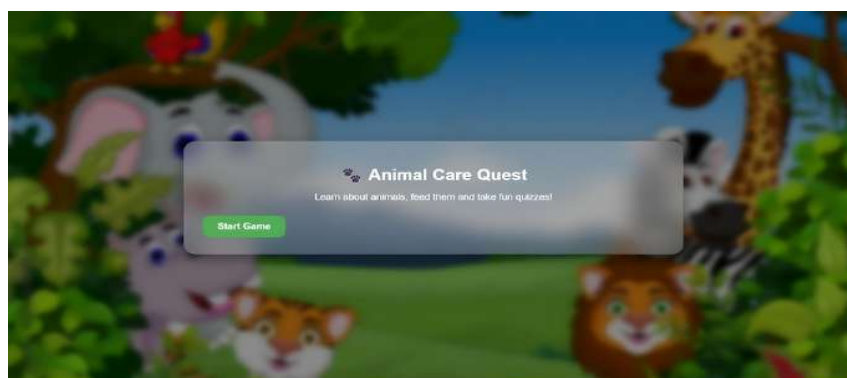 🐾 Animal Care Quest
Learn about animals, feed them and take fun quizzes!
Start Game